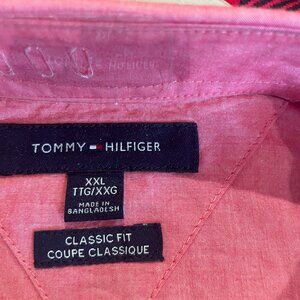 TOMMY HILFIGER
XXL
TTG/XXG
MADE IN
BANGLADESH
CLASSIC FIT
COUPE CLASSIQUE